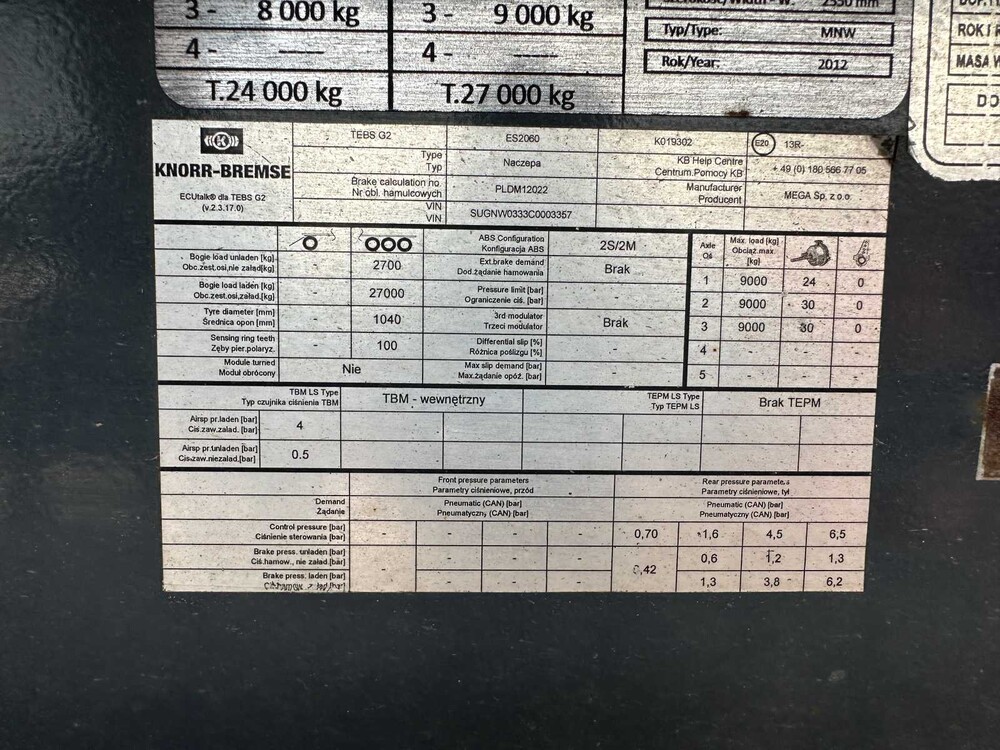 3 - 8 000 kg
4 -
T.24 000 kg
3 - 9 000 kg
4 -
T.27 000 kg
2550 mm
Typ/Type: MNW
Rok/Year: 2012
ROK I
MASA W
DO
KNORR-BREMSE
ECUtalk® dla TEBS G2
(v.2.3.17.0)
TEBS G2 ES2060 K019302 E20 13R-
Type
Typ Naczepa
KB Help Centre
Centrum.Pomocy KB + 49 (0) 180 566 77 05
Brake calculation no.
Nr obl. hamulcowych PLDM12022
Manufacturer
Producent MEGA Sp. z o.o.
VIN
VIN SUGNW0333C0003357
Bogie load unladen [kg]
Obc.zest.osi,nie załad[kg] - 2700
Bogie load laden [kg]
Obc.zest.osi,załad.[kg] - 27000
Tyre diameter [mm]
Średnica opon [mm] - 1040
Sensing ring teeth
Zęby pier.polaryz. - 100
Module turned
Moduł obrócony Nie
ABS Configuration
Konfiguracja ABS 2S/2M
Ext.brake demand
Dod.żądanie hamowania Brak
Pressure limit [bar]
Ograniczenie ciś. [bar] -
3rd modulator
Trzeci modulator Brak
Differential slip [%]
Różnica poślizgu [%] -
Max slip demand [bar]
Max.żądanie opóź. [bar] -
Axle
Oś
Max. load [kg]
Obciąż.max.
[kg]
1 9000 24 0
2 9000 30 0
3 9000 30 0
4 - - -
5 - - -
TBM LS Type
Typ czujnika ciśnienia TBM TBM - wewnętrzny
TEPM LS Type
Typ TEPM LS Brak TEPM
Airsp pr.laden [bar]
Ciś.zaw.załad. [bar] 4
Airsp pr.unladen [bar]
Ciś.zaw.niezalad.[bar] 0.5
Front pressure parameters
Parametry ciśnieniowe, przód
Rear pressure parameters
Parametry ciśnieniowe, tył
Demand
Żądanie
Pneumatic (CAN) [bar]
Pneumatyczny (CAN) [bar]
Pneumatic (CAN) [bar]
Pneumatyczny (CAN) [bar]
Control pressure [bar]
Ciśnienie sterowania [bar] - - - - 0,70 1,6 4,5 6,5
Brake press. unladen [bar]
Ciś.hamow., nie załad.[bar] - - - - 0,42 0,6 1,2 1,3
Brake press. laden [bar] - - - 1,3 3,8 6,2